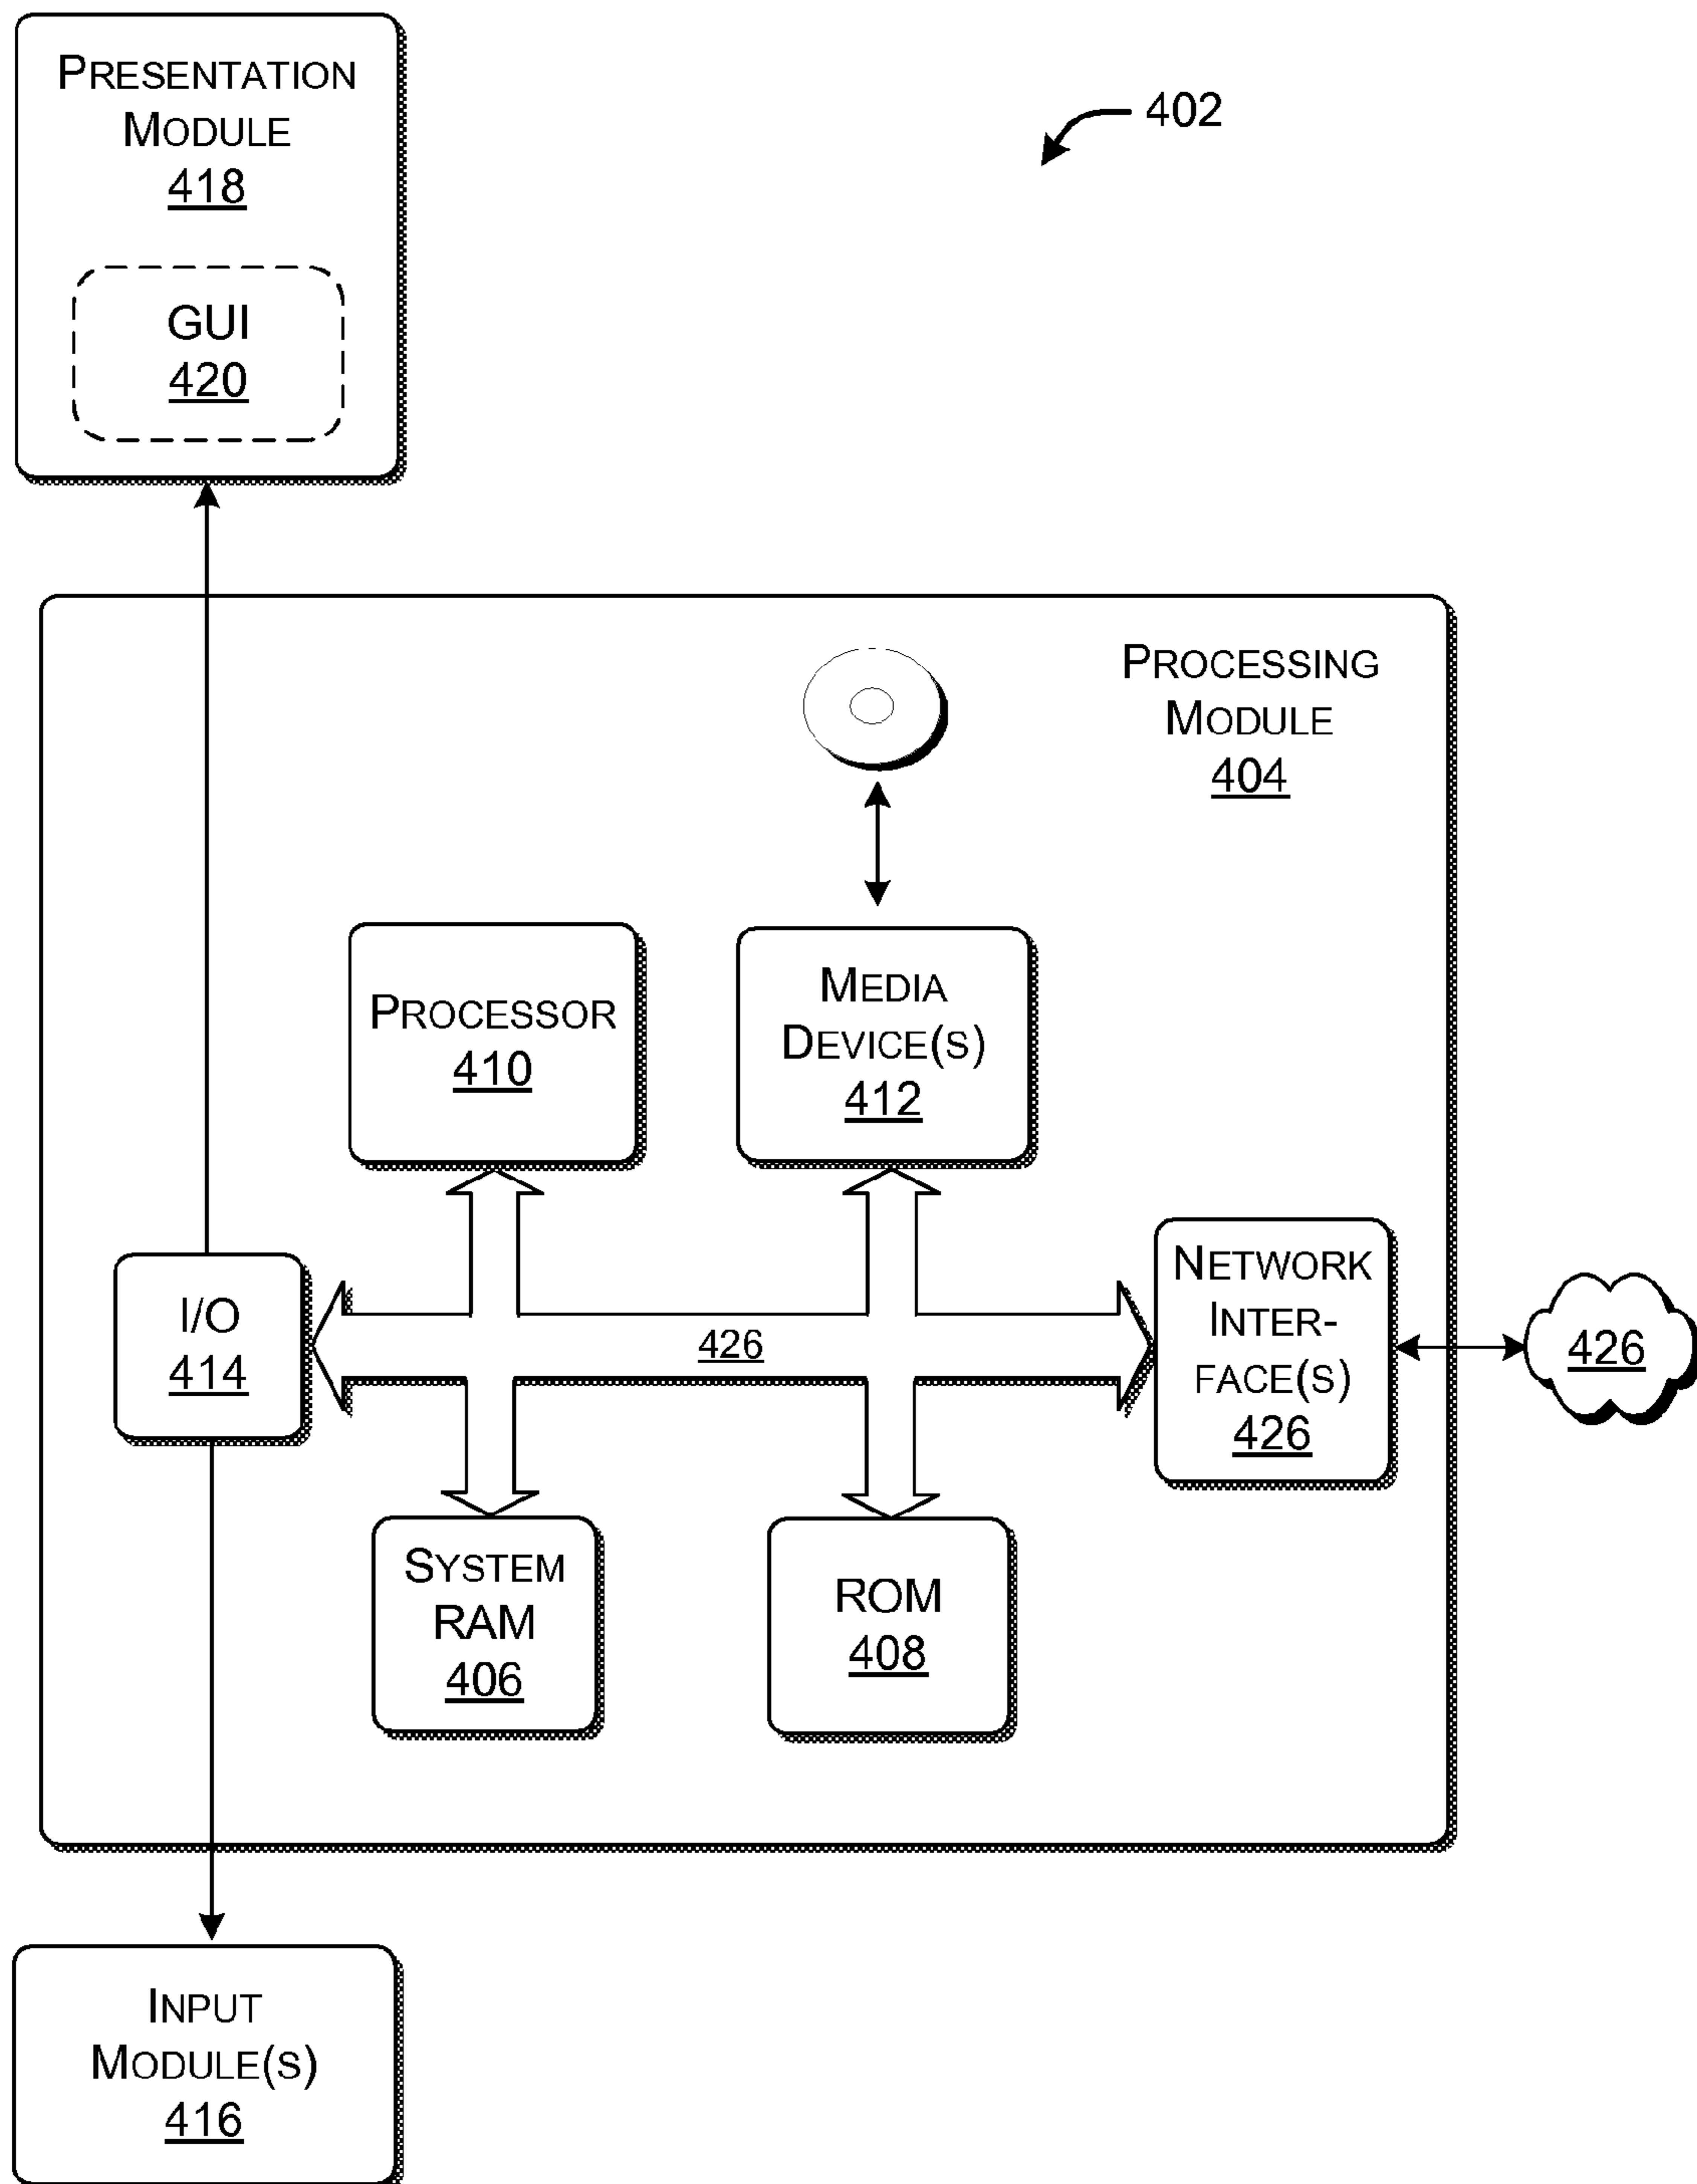 PRESENTATION
MODULE
418
GUI
420
402
PROCESSING
MODULE
404
PROCESSOR
410
MEDIA
DEVICE(S)
412
I/O
414
426
NETWORK
INTER-
FACE(S)
426
426
SYSTEM
RAM
406
ROM
408
INPUT
MODULE(S)
416